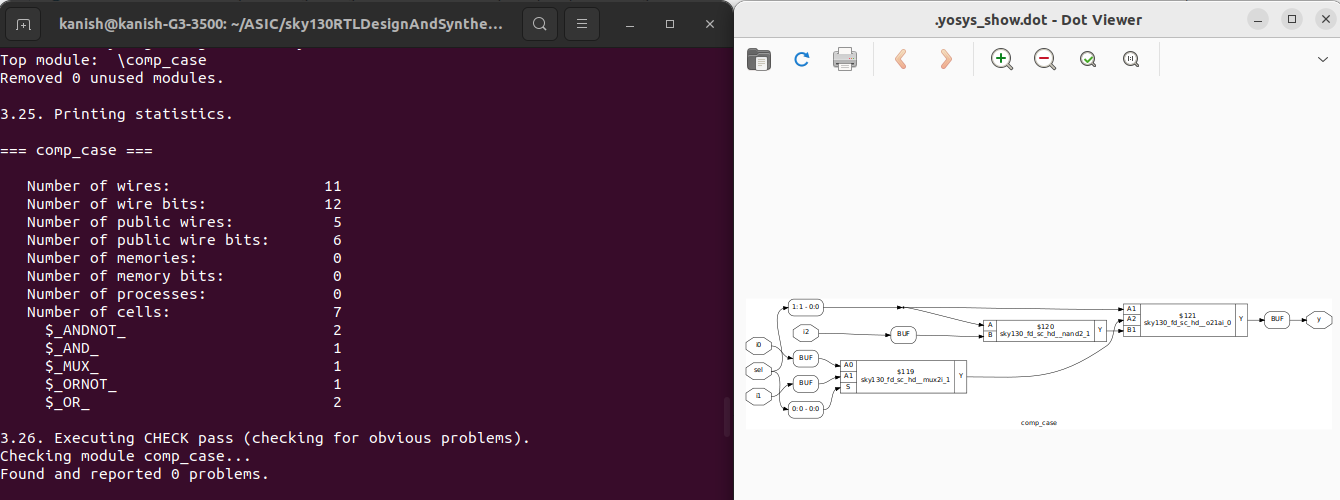 kanish@kanish-G3-3500: ~/ASIC/sky130RTLDesignAndSynthe...
Top module:  \comp_case
Removed 0 unused modules.
3.25. Printing statistics.
=== comp_case ===
Number of wires: 11
Number of wire bits: 12
Number of public wires: 5
Number of public wire bits: 6
Number of memories: 0
Number of memory bits: 0
Number of processes: 0
Number of cells: 7
$_ANDNOT_ 2
$_AND_ 1
$_MUX_ 1
$_ORNOT_ 1
$_OR_ 2
3.26. Executing CHECK pass (checking for obvious problems).
Checking module comp_case...
Found and reported 0 problems.
.yosys_show.dot - Dot Viewer
1:1 - 0:0
i2
BUF
i0
sel
i1
BUF
BUF
0:0 - 0:0
A0
A1
S
$119
sky130_fd_sc_hd__mux2i_1
Y
A
B
$120
sky130_fd_sc_hd__nand2_1
Y
A1
A2
B1
$121
sky130_fd_sc_hd__o21ai_0
Y
BUF
y
comp_case